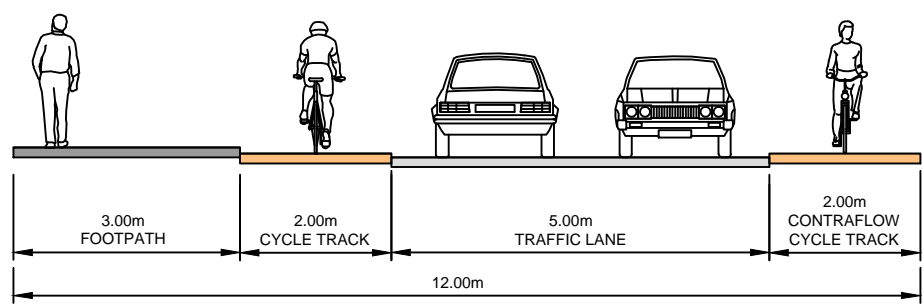 3.00m
FOOTPATH
2.00m
CYCLE TRACK
5.00m
TRAFFIC LANE
2.00m
CONTRAFLOW
CYCLE TRACK
12.00m